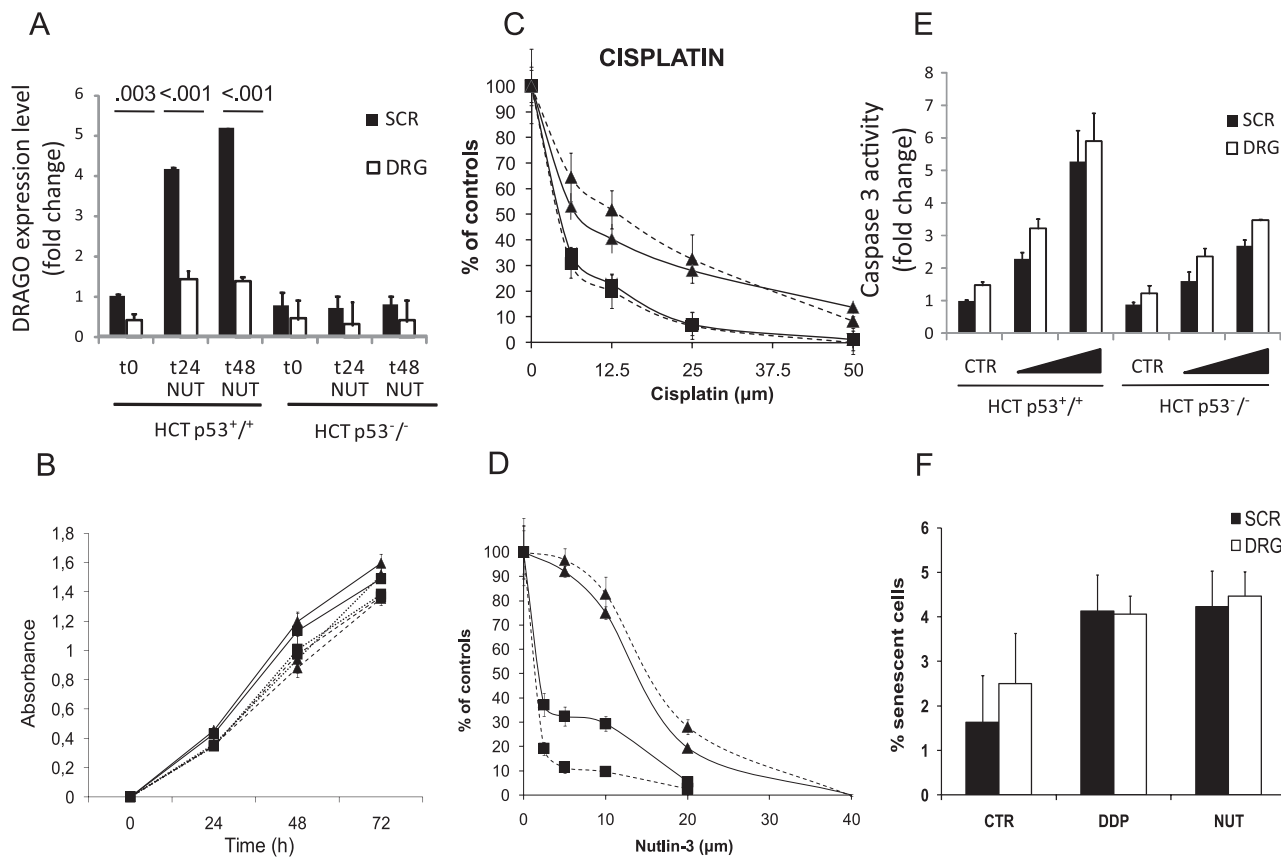 A
.003 <.001 <.001
DRAGO expression level
(fold change)
6
5
4
3
2
1
0
SCR
DRG
t0 t24 t48 t0 t24 t48
NUT NUT NUT NUT
HCT p53+/+ HCT p53-/-
B
Absorbance
1,8
1,6
1,4
1,2
1
0,8
0,6
0,4
0,2
0
0 24 48 72
Time (h)
C
CISPLATIN
% of controls
100
90
80
70
60
50
40
30
20
10
0
0 12.5 25 37.5 50
Cisplatin (µm)
D
% of controls
100
90
80
70
60
50
40
30
20
10
0
0 10 20 30 40
Nutlin-3 (µm)
E
Caspase 3 activity
(fold change)
8
7
6
5
4
3
2
1
0
SCR
DRG
CTR CTR
HCT p53+/+ HCT p53-/-
F
% senescent cells
6
5
4
3
2
1
0
SCR
DRG
CTR DDP NUT